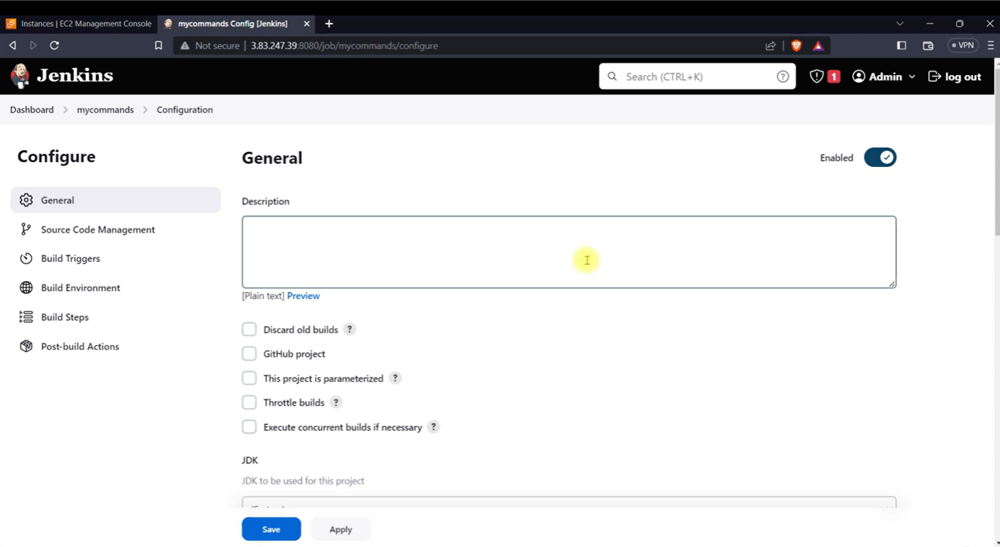 Instances | EC2 Management Console
mycommands Config [Jenkins]
Not secure | 3.83.247.39:8080/job/mycommands/configure
VPN
Jenkins
Search (CTRL+K)
?
1
Admin
log out
Dashboard > mycommands > Configuration
Configure
General
Source Code Management
Build Triggers
Build Environment
Build Steps
Post-build Actions
General
Enabled
Description
[Plain text] Preview
Discard old builds ?
GitHub project
This project is parameterized ?
Throttle builds ?
Execute concurrent builds if necessary ?
JDK
JDK to be used for this project
Save
Apply